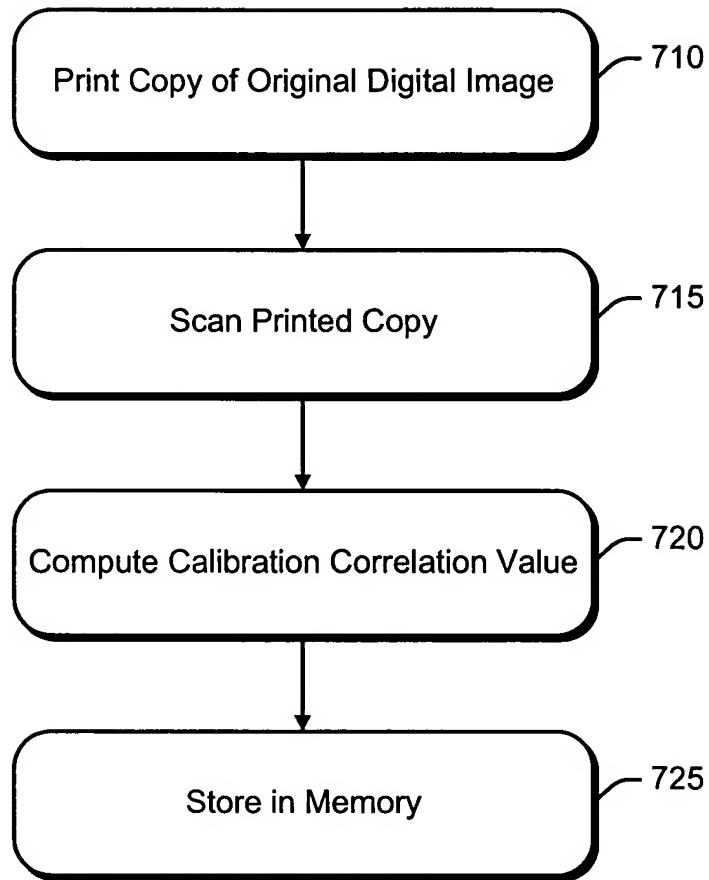 Print Copy of Original Digital Image
710
Scan Printed Copy
715
Compute Calibration Correlation Value
720
Store in Memory
725